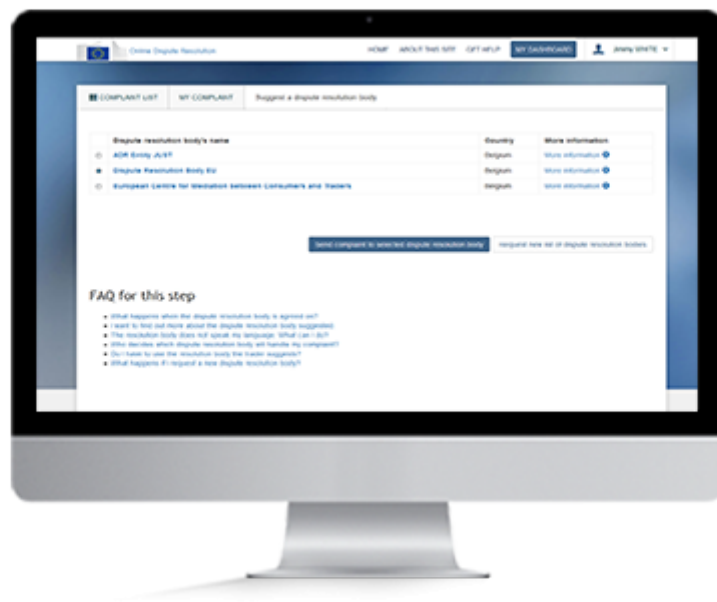 Online Dispute Resolution
HOME ABOUT THIS SITE GET HELP MY DASHBOARD Jimmy WHITE
COMPLAINT LIST MY COMPLAINT Suggest a dispute resolution body
Dispute resolution body's name Country More information
ADR Entity JUST Belgium More information
Dispute Resolution Body EU Belgium More information
European Centre for Mediation between Consumers and Traders Belgium More information
Send complaint to selected dispute resolution body Request new list of dispute resolution bodies
FAQ for this step
What happens when the dispute resolution body is agreed on?
I want to find out more about the dispute resolution body suggested
The resolution body does not speak my language. What can I do?
Who decides which dispute resolution body will handle my complaint?
Do I have to use the resolution body the trader suggests?
What happens if I request a new dispute resolution body?